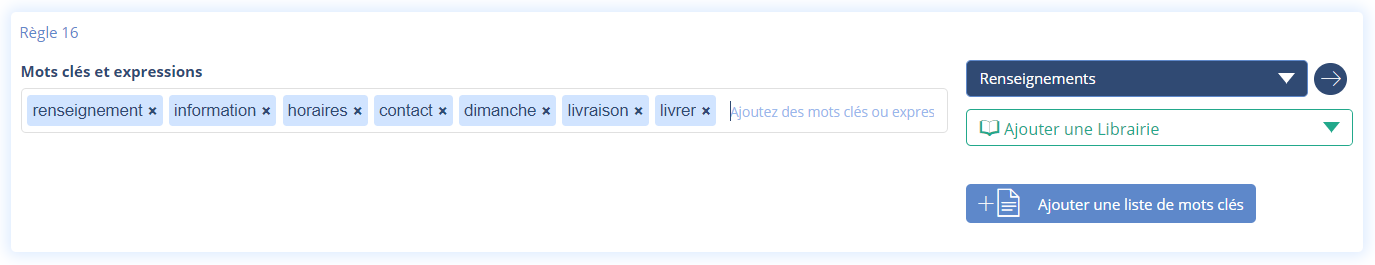 Règle 16
Mots clés et expressions
renseignement × information × horaires × contact × dimanche × livraison × livrer × Ajoutez des mots clés ou expres
Renseignements
Ajouter une Librairie
Ajouter une liste de mots clés